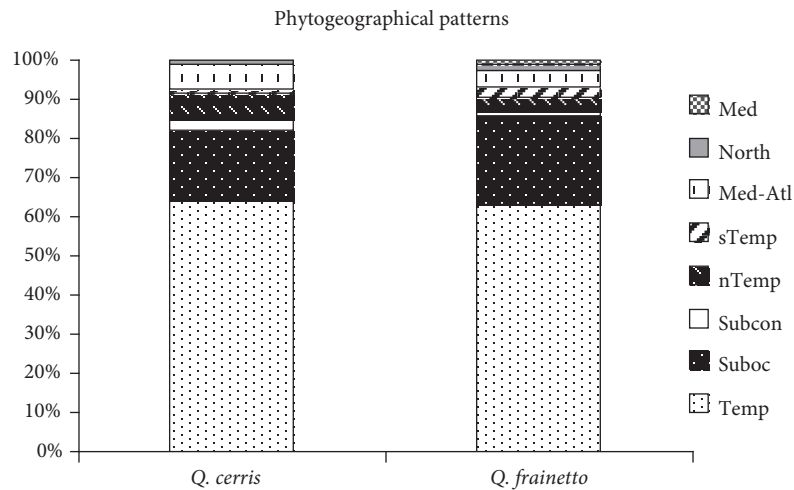 Phytogeographical patterns
100%
90%
80%
70%
60%
50%
40%
30%
20%
10%
0%
Q. cerris
Q. frainetto
Med
North
Med-Atl
sTemp
nTemp
Subcon
Suboc
Temp